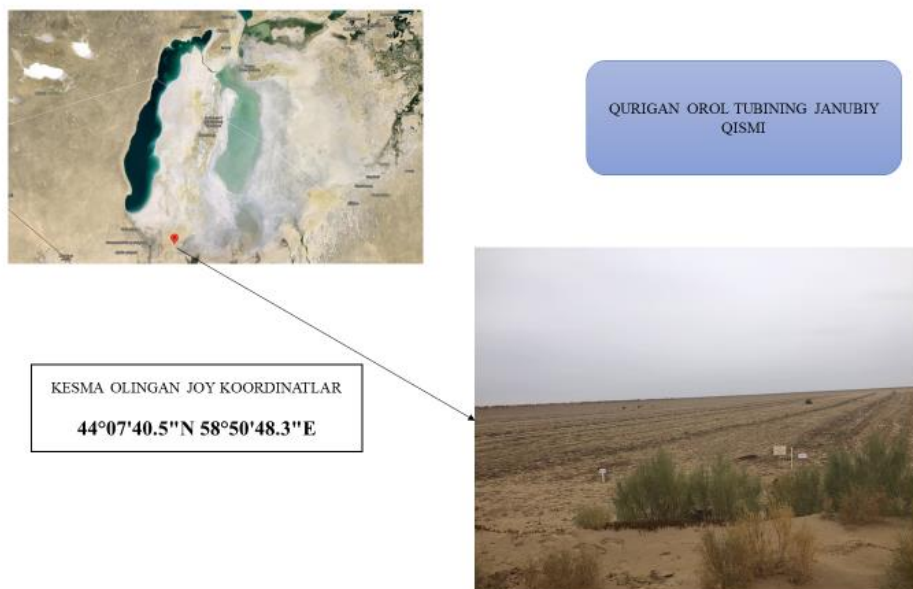 QURIGAN OROL TUBINING JANUBIY
QISMI
KESMA OLINGAN JOY KOORDINATLAR
44°07'40.5"N 58°50'48.3"E